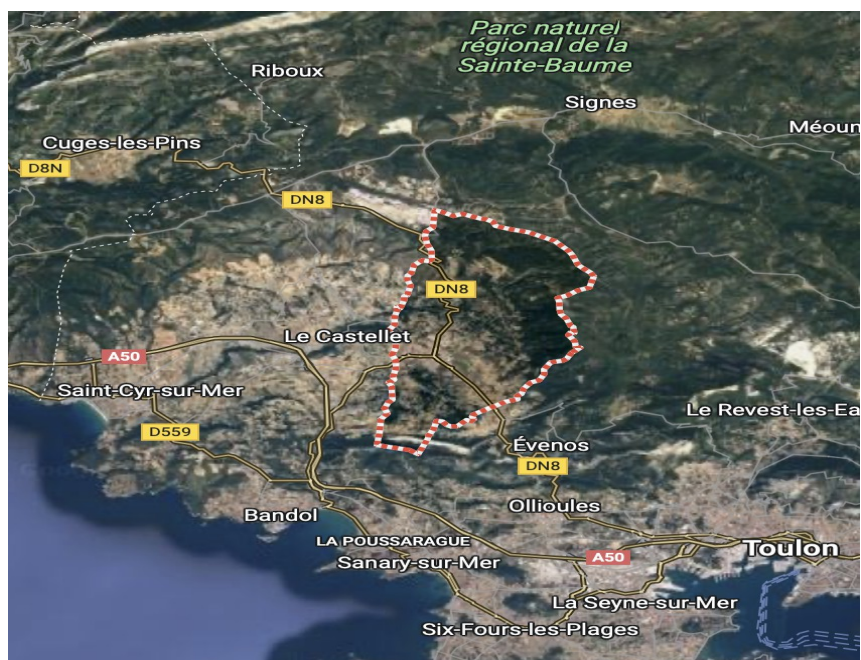 Parc naturel
régional de la
Sainte-Baume
Riboux
Signes
Méoun
Cuges-les-Pins
D8N
DN8
DN8
Le Castellet
A50
Saint-Cyr-sur-Mer
D559
Le Revest-les-Ea
Évenos
DN8
Ollioules
Bandol
LA POUSSARAGUE
A50
Toulon
Sanary-sur-Mer
La Seyne-sur-Mer
Six-Fours-les-Plages